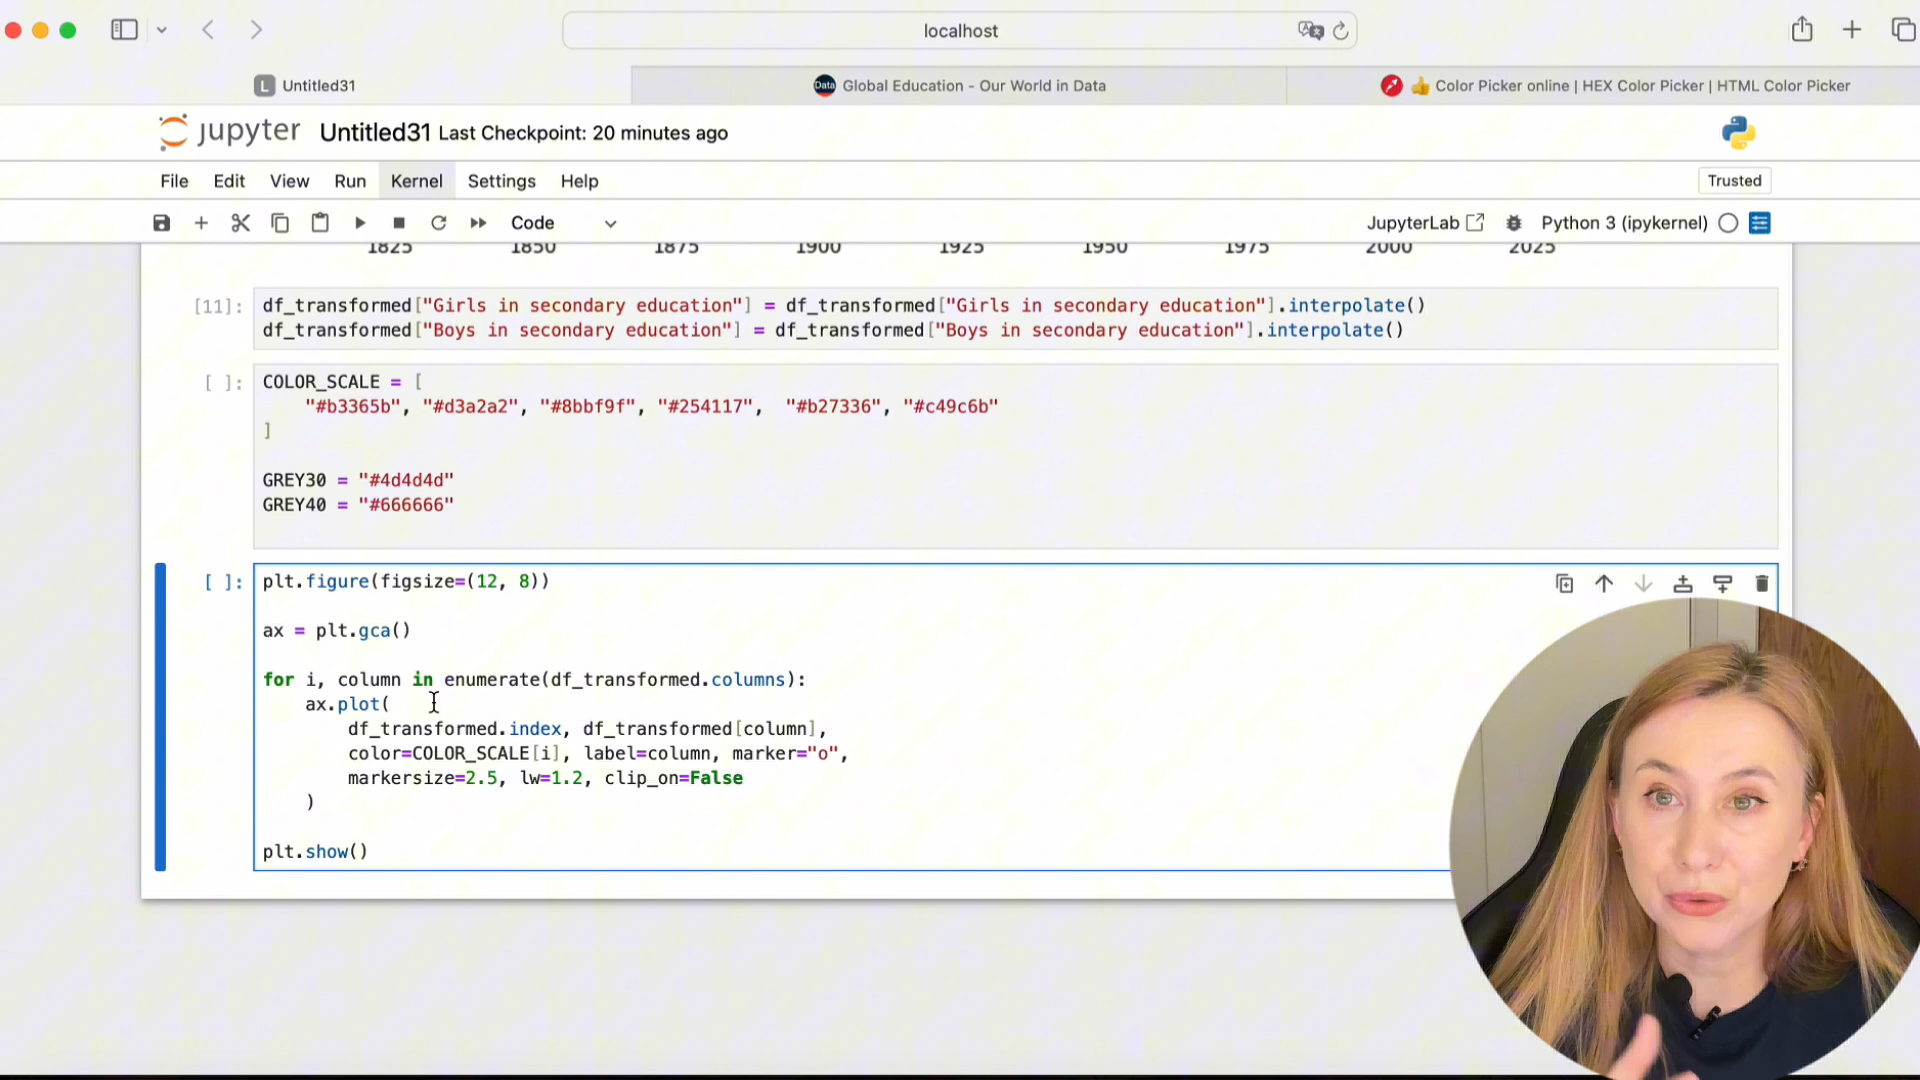 localhost
L Untitled31
Data Global Education - Our World in Data
👍 Color Picker online | HEX Color Picker | HTML Color Picker
jupyter Untitled31 Last Checkpoint: 20 minutes ago
File Edit View Run Kernel Settings Help
Trusted
Code
JupyterLab
Python 3 (ipykernel)
1825 1850 1875 1900 1925 1950 1975 2000 2025
[11]: df_transformed["Girls in secondary education"] = df_transformed["Girls in secondary education"].interpolate()
df_transformed["Boys in secondary education"] = df_transformed["Boys in secondary education"].interpolate()
[ ]: COLOR_SCALE = [
"#b3365b", "#d3a2a2", "#8bbf9f", "#254117", "#b27336", "#c49c6b"
]
GREY30 = "#4d4d4d"
GREY40 = "#666666"
[ ]: plt.figure(figsize=(12, 8))
ax = plt.gca()
for i, column in enumerate(df_transformed.columns):
ax.plot(
df_transformed.index, df_transformed[column],
color=COLOR_SCALE[i], label=column, marker="o",
markersize=2.5, lw=1.2, clip_on=False
)
plt.show()